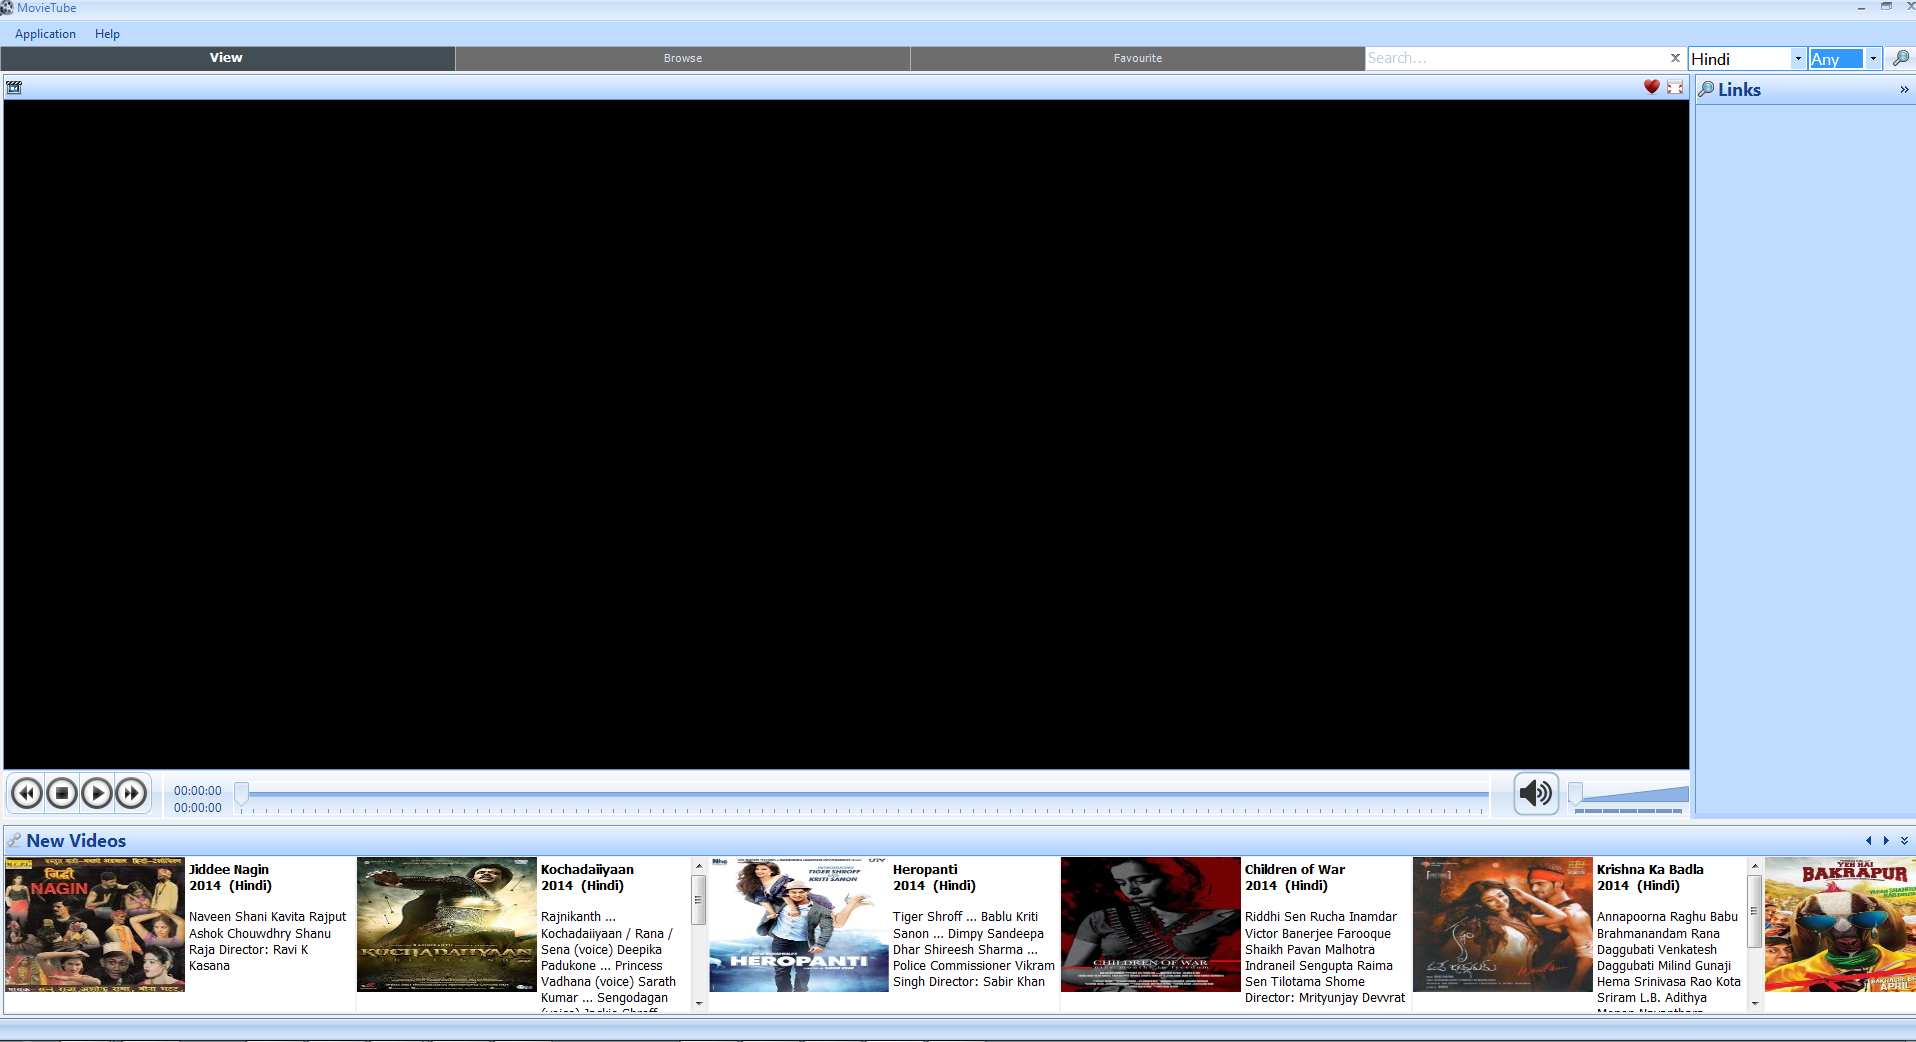 MovieTube
Application Help
View Browse Favourite Search... Hindi Any
Links
00:00:00
00:00:00
New Videos
NAGIN
Jiddee Nagin
2014 (Hindi)
Naveen Shani Kavita Rajput
Ashok Chouwdhry Shanu
Raja Director: Ravi K
Kasana
KOCHADAIIYAAN
Kochadaiiyaan
2014 (Hindi)
Rajnikanth ...
Kochadaiiyaan / Rana /
Sena (voice) Deepika
Padukone ... Princess
Vadhana (voice) Sarath
Kumar ... Sengodagan
(voice) Jackie Shroff
INTRODUCING
TIGER SHROFF
KRITI SANON
HEROPANTI
Heropanti
2014 (Hindi)
Tiger Shroff ... Bablu Kriti
Sanon ... Dimpy Sandeepa
Dhar Shireesh Sharma ...
Police Commissioner Vikram
Singh Director: Sabir Khan
CHILDREN OF WAR
Children of War
2014 (Hindi)
Riddhi Sen Rucha Inamdar
Victor Banerjee Farooque
Shaikh Pavan Malhotra
Indraneil Sengupta Raima
Sen Tilotama Shome
Director: Mrityunjay Devvrat
Krishna Ka Badla
2014 (Hindi)
Annapoorna Raghu Babu
Brahmanandam Rana
Daggubati Venkatesh
Daggubati Milind Gunaji
Hema Srinivasa Rao Kota
Sriram L.B. Adithya
YEH HAI
BAKRAPUR